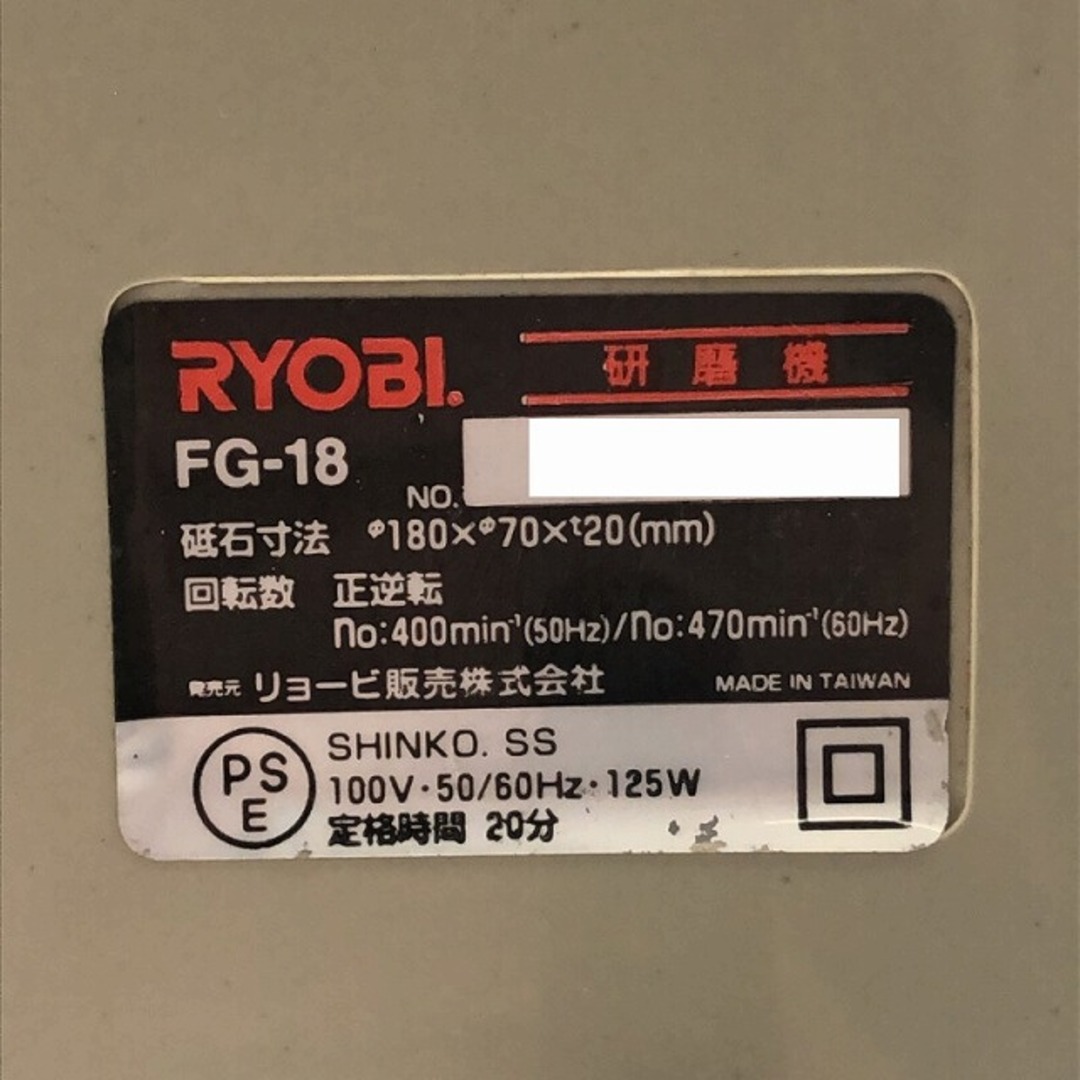 RYOBI.
研磨機
FG-18
NO.
砥石寸法 φ180×φ70×t20(mm)
回転数 正逆転
no:400min⁻¹(50Hz)/no:470min⁻¹(60Hz)
発売元 リョービ販売株式会社 MADE IN TAIWAN
PS
E
SHINKO. SS
100V・50/60Hz・125W
定格時間 20分